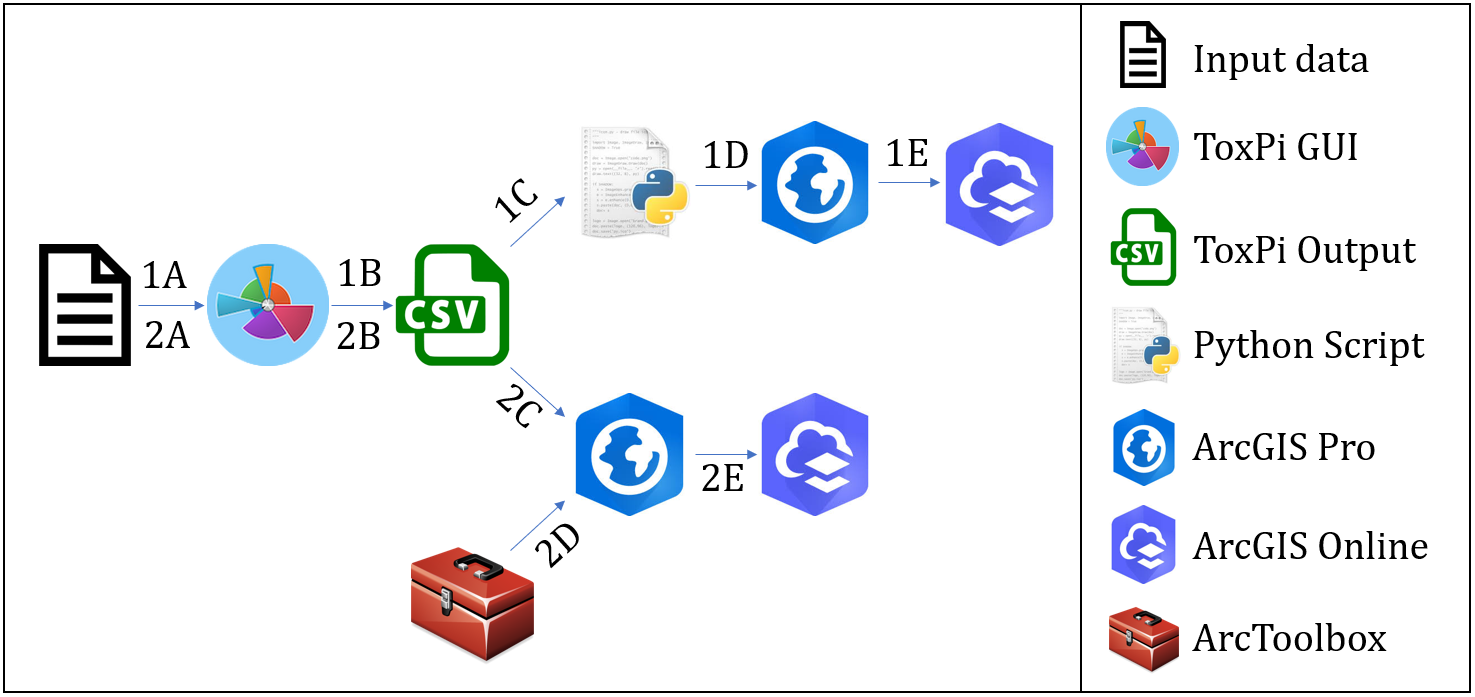 1A
2A
1B
2B
CSV
1C
1D
1E
2C
2D
2E
Input data
ToxPi GUI
CSV
ToxPi Output
Python Script
ArcGIS Pro
ArcGIS Online
ArcToolbox